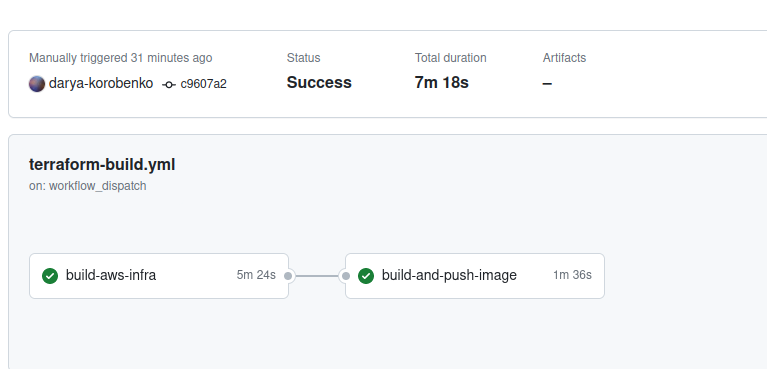 Manually triggered 31 minutes ago
Status
Total duration
Artifacts
darya-korobenko c9607a2
Success
7m 18s
–
terraform-build.yml
on: workflow_dispatch
build-aws-infra 5m 24s
build-and-push-image 1m 36s